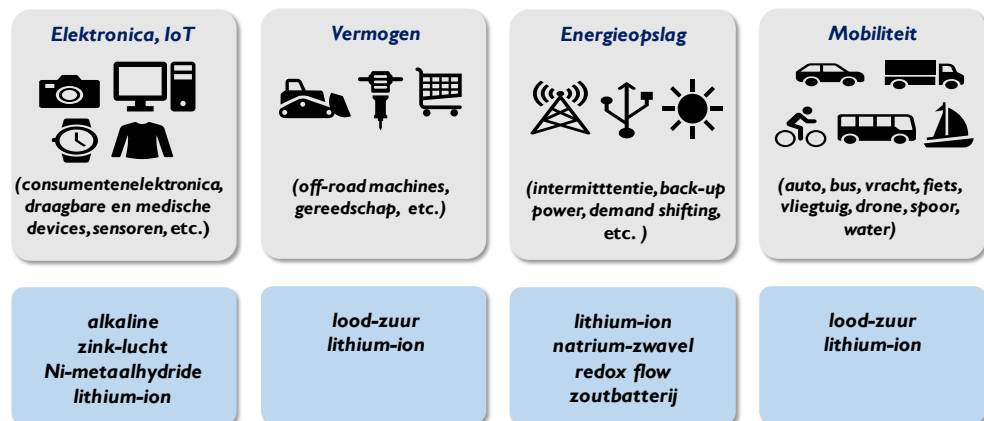 Elektronica, IoT
(consumentenelektronica,
draagbare en medische
devices, sensoren, etc.)
alkaline
zink-lucht
Ni-metaalhydride
lithium-ion
Vermogen
(off-road machines,
gereedschap, etc.)
lood-zuur
lithium-ion
Energieopslag
(intermitttentie, back-up
power, demand shifting,
etc. )
lithium-ion
natrium-zwavel
redox flow
zoutbatterij
Mobiliteit
(auto, bus, vracht, fiets,
vliegtuig, drone, spoor,
water)
lood-zuur
lithium-ion